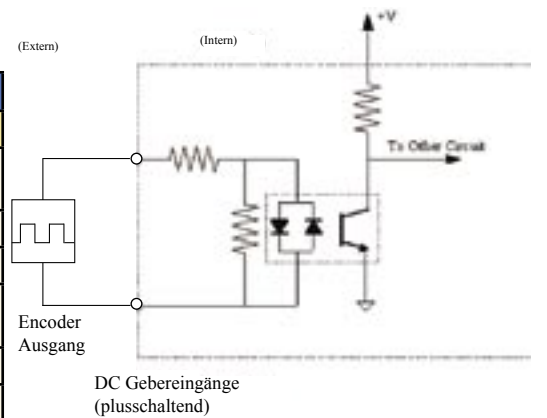 +V
(Extern)
(Intern)
To Other Circuit
Encoder
Ausgang
DC Gebereingänge
(plusschaltend)